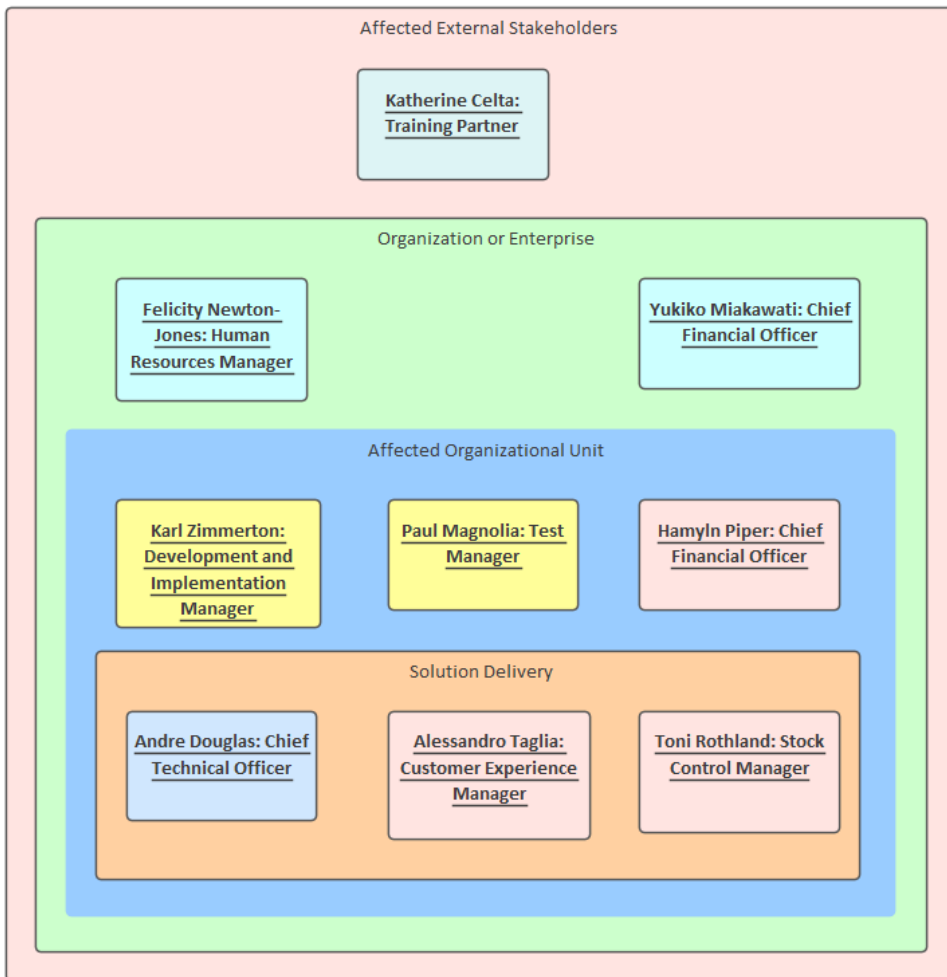 Affected External Stakeholders
Katherine Celta:
Training Partner
Organization or Enterprise
Felicity Newton-
Jones: Human
Resources Manager
Yukiko Miakawati: Chief
Financial Officer
Affected Organizational Unit
Karl Zimmerton:
Development and
Implementation
Manager
Paul Magnolia: Test
Manager
Hamyln Piper: Chief
Financial Officer
Solution Delivery
Andre Douglas: Chief
Technical Officer
Alessandro Taglia:
Customer Experience
Manager
Toni Rothland: Stock
Control Manager